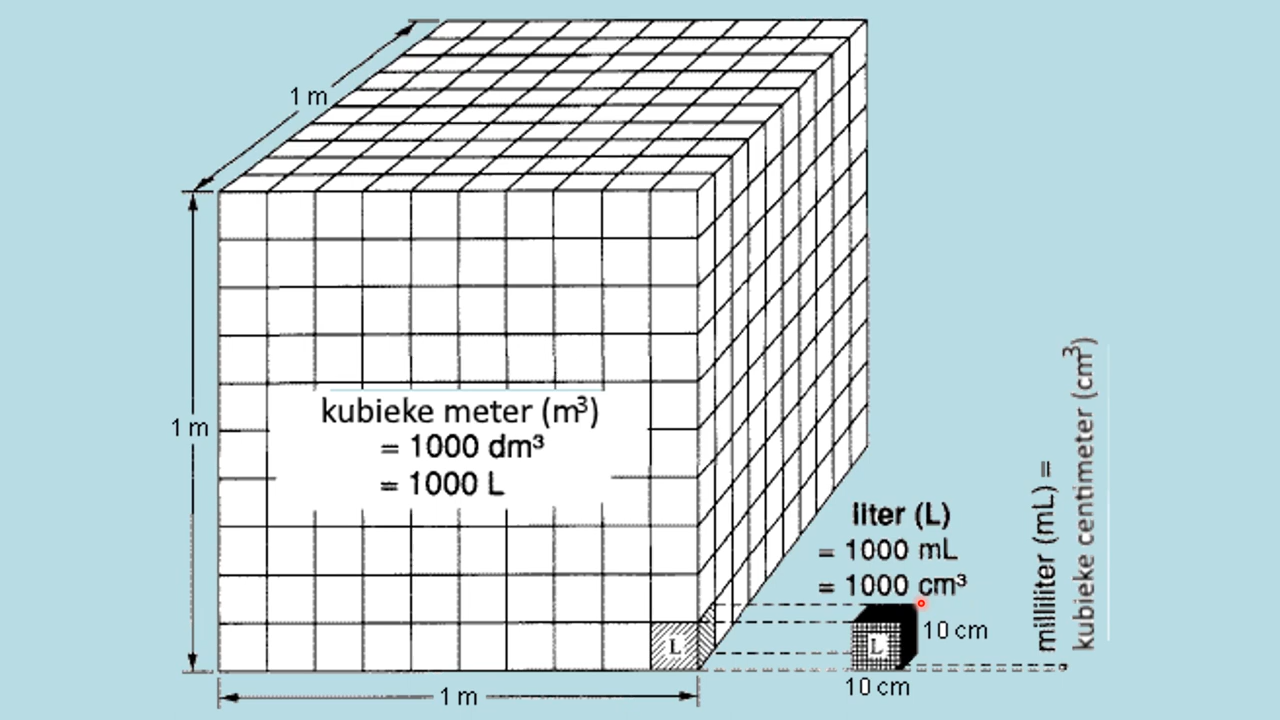 1 m
1 m
kubieke meter (m³)
= 1000 dm³
= 1000 L
liter (L)
= 1000 mL
= 1000 cm³
L
L
10 cm
10 cm
1 m
milliliter (mL) =
kubieke centimeter (cm³)